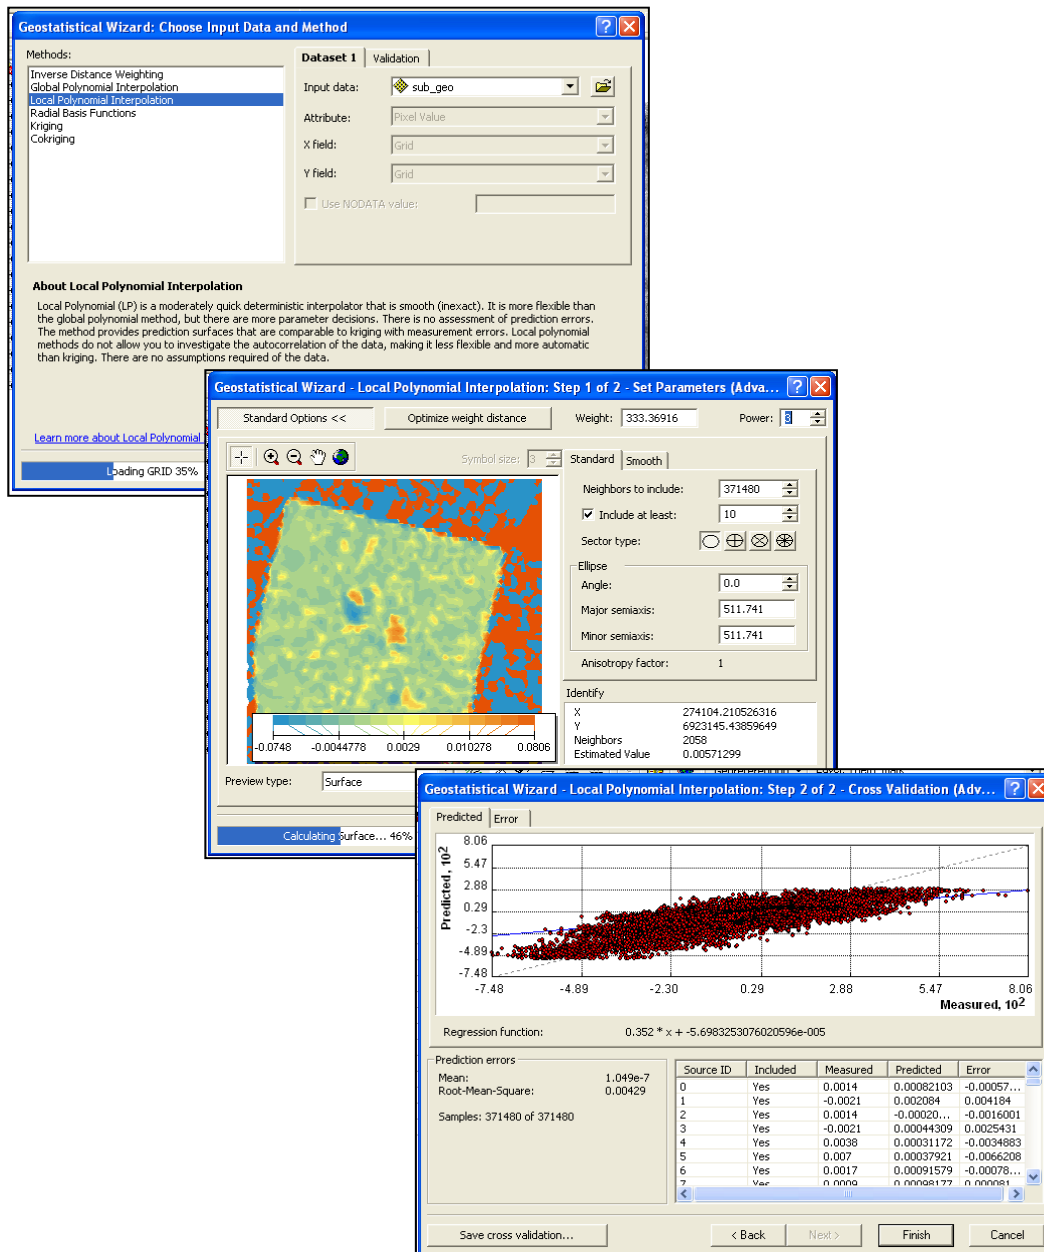 Geostatistical Wizard: Choose Input Data and Method
Methods:
Inverse Distance Weighting
Global Polynomial Interpolation
Local Polynomial Interpolation
Radial Basis Functions
Kriging
Cokriging
Dataset 1 Validation
Input data: sub_geo
Attribute: Pixel Value
X field: Grid
Y field: Grid
Use NODATA value:
About Local Polynomial Interpolation
Local Polynomial (LP) is a moderately quick deterministic interpolator that is smooth (inexact). It is more flexible than
the global polynomial method, but there are more parameter decisions. There is no assessment of prediction errors.
The method provides prediction surfaces that are comparable to kriging with measurement errors. Local polynomial
methods do not allow you to investigate the autocorrelation of the data, making it less flexible and more automatic
than kriging. There are no assumptions required of the data.
Learn more about Local Polynomial
Loading GRID 35%
Geostatistical Wizard - Local Polynomial Interpolation: Step 1 of 2 - Set Parameters (Adva...
Standard Options << Optimize weight distance Weight: 333.36916 Power: 3
Symbol size: 3
Standard Smooth
Neighbors to include: 371480
Include at least: 10
Sector type:
Ellipse
Angle: 0.0
Major semiaxis: 511.741
Minor semiaxis: 511.741
Anisotropy factor: 1
Identify
X 274104.210526316
Y 6923145.43859649
Neighbors 2058
Estimated Value 0.00571299
-0.0748 -0.0044778 0.0029 0.010278 0.0806
Preview type: Surface
Calculating Surface... 46%
Geostatistical Wizard - Local Polynomial Interpolation: Step 2 of 2 - Cross Validation (Adv...
Predicted Error
Predicted, 10²
8.06
5.47
2.88
0.29
-2.3
-4.89
-7.48
-7.48 -4.89 -2.30 0.29 2.88 5.47 8.06
Measured, 10²
Regression function: 0.352 * x + -5.6983253076020596e-005
Prediction errors
Mean: 1.049e-7
Root-Mean-Square: 0.00429
Samples: 371480 of 371480
Source ID Included Measured Predicted Error
0 Yes 0.0014 0.00082103 -0.00057...
1 Yes -0.0021 0.002084 0.004184
2 Yes 0.0014 -0.00020... -0.0016001
3 Yes -0.0021 0.00044309 0.0025431
4 Yes 0.0038 0.00031172 -0.0034883
5 Yes 0.007 0.00037921 -0.0066208
6 Yes 0.0017 0.00091579 -0.00078...
7 Yes 0.0009 0.00098177 0.000081
Save cross validation... < Back Next > Finish Cancel